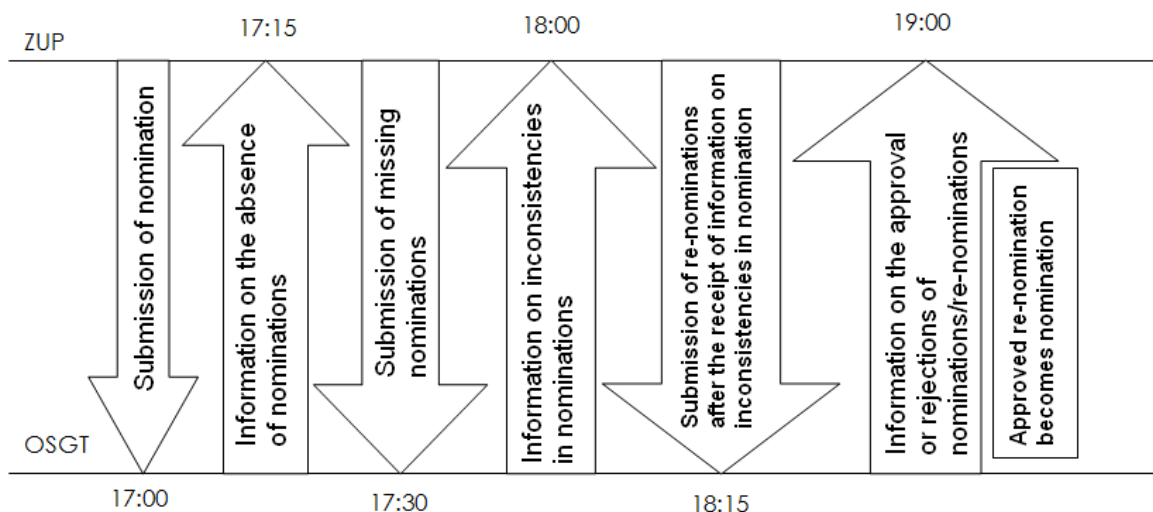 17:15
18:00
19:00
ZUP
Submission of nomination
Information on the absence
of nominations
Submission of missing
nominations
Information on inconsistencies
in nominations
Submission of re-nominations
after the receipt of information on
inconsistencies in nomination
Information on the approval
or rejections of
nominations/re-nominations
Approved re-nomination
becomes nomination
OSGT
17:00
17:30
18:15